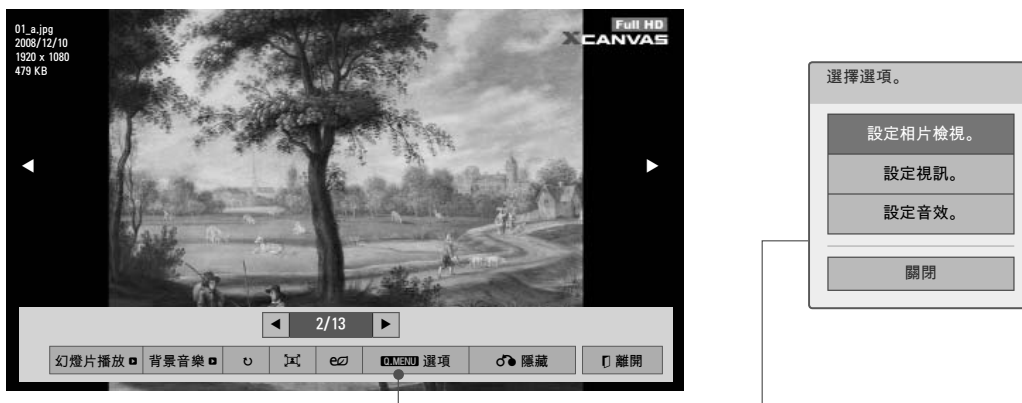 01_a.jpg
2008/12/10
1920 x 1080
479 KB
Full HD
XCANVAS
◀
▶
◀ 2/13 ▶
幻燈片播放 背景音樂 Q.MENU 選項 隱藏 離開
選擇選項。
設定相片檢視。
設定視訊。
設定音效。
關閉